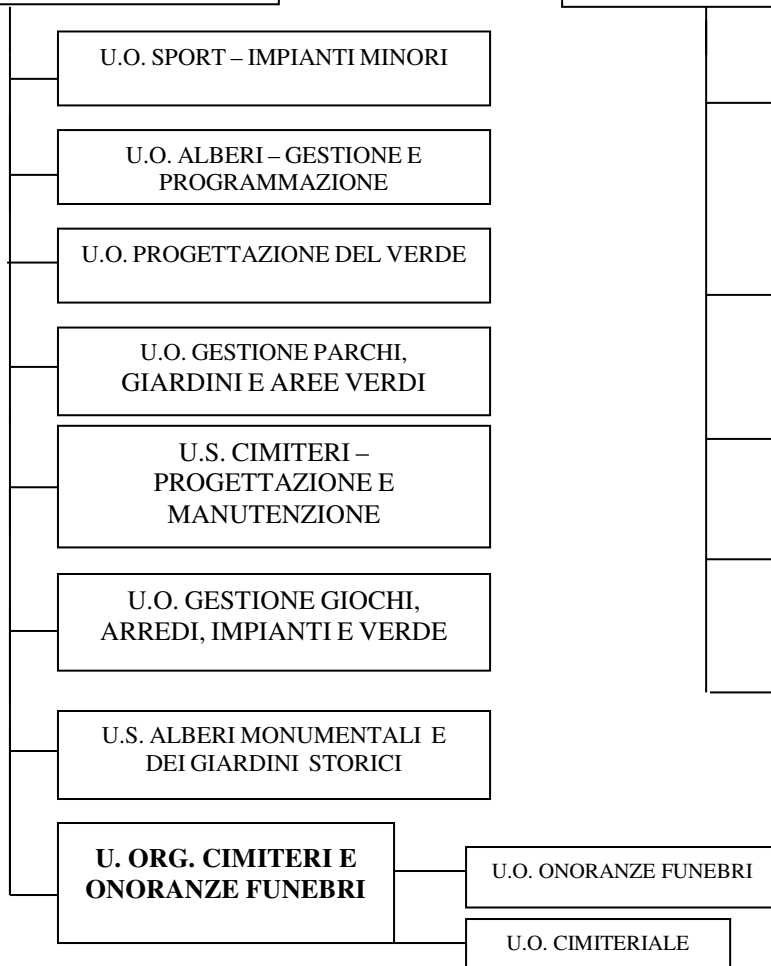 U.O. SPORT – IMPIANTI MINORI
U.O. ALBERI – GESTIONE E
PROGRAMMAZIONE
U.O. PROGETTAZIONE DEL VERDE
U.O. GESTIONE PARCHI,
GIARDINI E AREE VERDI
U.S. CIMITERI –
PROGETTAZIONE E
MANUTENZIONE
U.O. GESTIONE GIOCHI,
ARREDI, IMPIANTI E VERDE
U.S. ALBERI MONUMENTALI E
DEI GIARDINI STORICI
U. ORG. CIMITERI E
ONORANZE FUNEBRI
U.O. ONORANZE FUNEBRI
U.O. CIMITERIALE